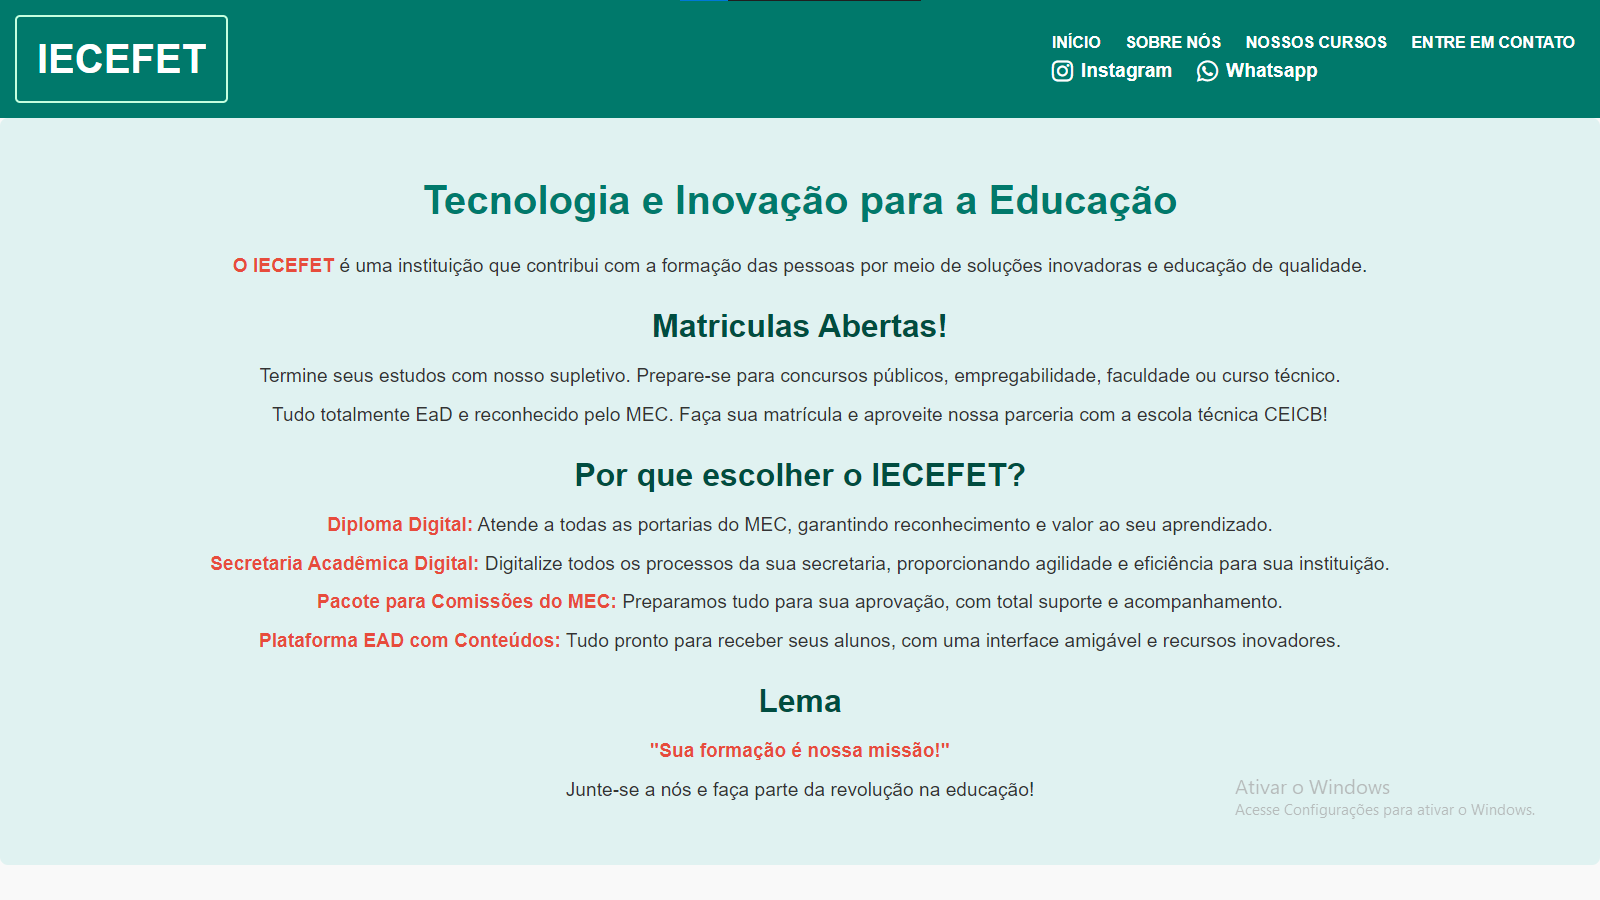 IECEFET
INÍCIO SOBRE NÓS NOSSOS CURSOS ENTRE EM CONTATO
Instagram Whatsapp
Tecnologia e Inovação para a Educação
O IECEFET é uma instituição que contribui com a formação das pessoas por meio de soluções inovadoras e educação de qualidade.
Matriculas Abertas!
Termine seus estudos com nosso supletivo. Prepare-se para concursos públicos, empregabilidade, faculdade ou curso técnico.
Tudo totalmente EaD e reconhecido pelo MEC. Faça sua matrícula e aproveite nossa parceria com a escola técnica CEICB!
Por que escolher o IECEFET?
Diploma Digital: Atende a todas as portarias do MEC, garantindo reconhecimento e valor ao seu aprendizado.
Secretaria Acadêmica Digital: Digitalize todos os processos da sua secretaria, proporcionando agilidade e eficiência para sua instituição.
Pacote para Comissões do MEC: Preparamos tudo para sua aprovação, com total suporte e acompanhamento.
Plataforma EAD com Conteúdos: Tudo pronto para receber seus alunos, com uma interface amigável e recursos inovadores.
Lema
"Sua formação é nossa missão!"
Junte-se a nós e faça parte da revolução na educação!
Ativar o Windows
Acesse Configurações para ativar o Windows.